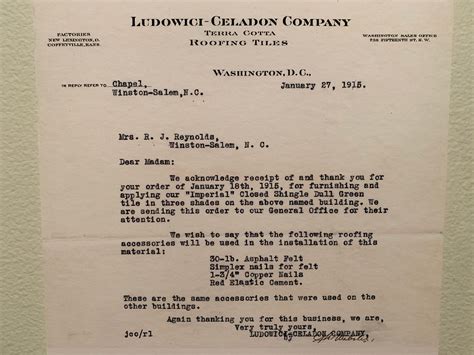 LUDOWICI-CELADON COMPANY
TERRA COTTA
ROOFING TILES
FACTORIES
NEW LEXINGTON, O.
COFFEYVILLE, KANS.
WASHINGTON SALES OFFICE
FIFTEENTH ST. N.W.
WASHINGTON, D.C., January 27, 1915.
IN REPLY REFER TO Chapel,
Winston-Salem, N.C.
Mrs. R. J. Reynolds,
Winston-Salem, N. C.
Dear Madam:
We acknowledge receipt of and thank you for
your order of January 18th, 1915, for furnishing and
applying our "Imperial" Closed Shingle Dull Green
tile in three shades on the above named building. We
are sending this order to our General Office for their
attention.
We wish to say that the following roofing
accessories will be used in the installation of this
material:
30-lb. Asphalt Felt
Simplex nails for felt
1-3/4" Copper Nails
Red Elastic Cement.
These are the same accessories that were used on the
other buildings.
Again thanking you for this business, we are,
Very truly yours,
jcc/rl LUDOWICI-CELADON COMPANY,
by